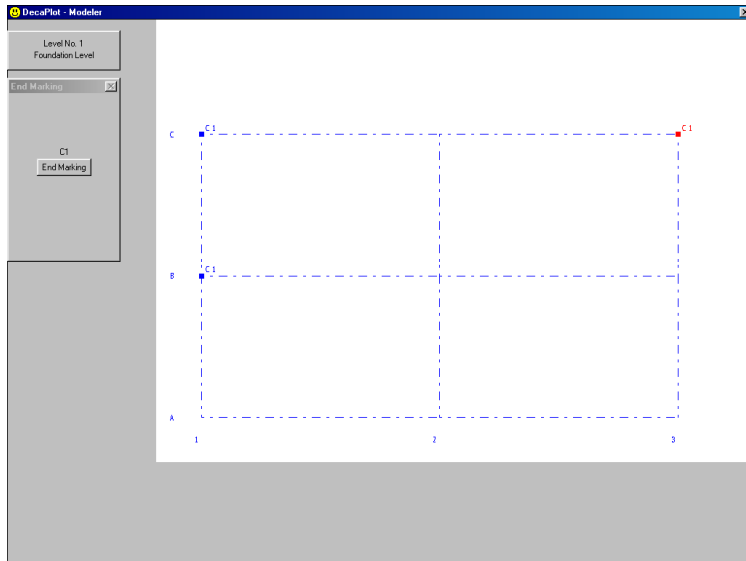 DecaPlot - Modeler
Level No. 1
Foundation Level
End Marking
C1
End Marking
C
C 1
C 1
B
C 1
A
1 2 3